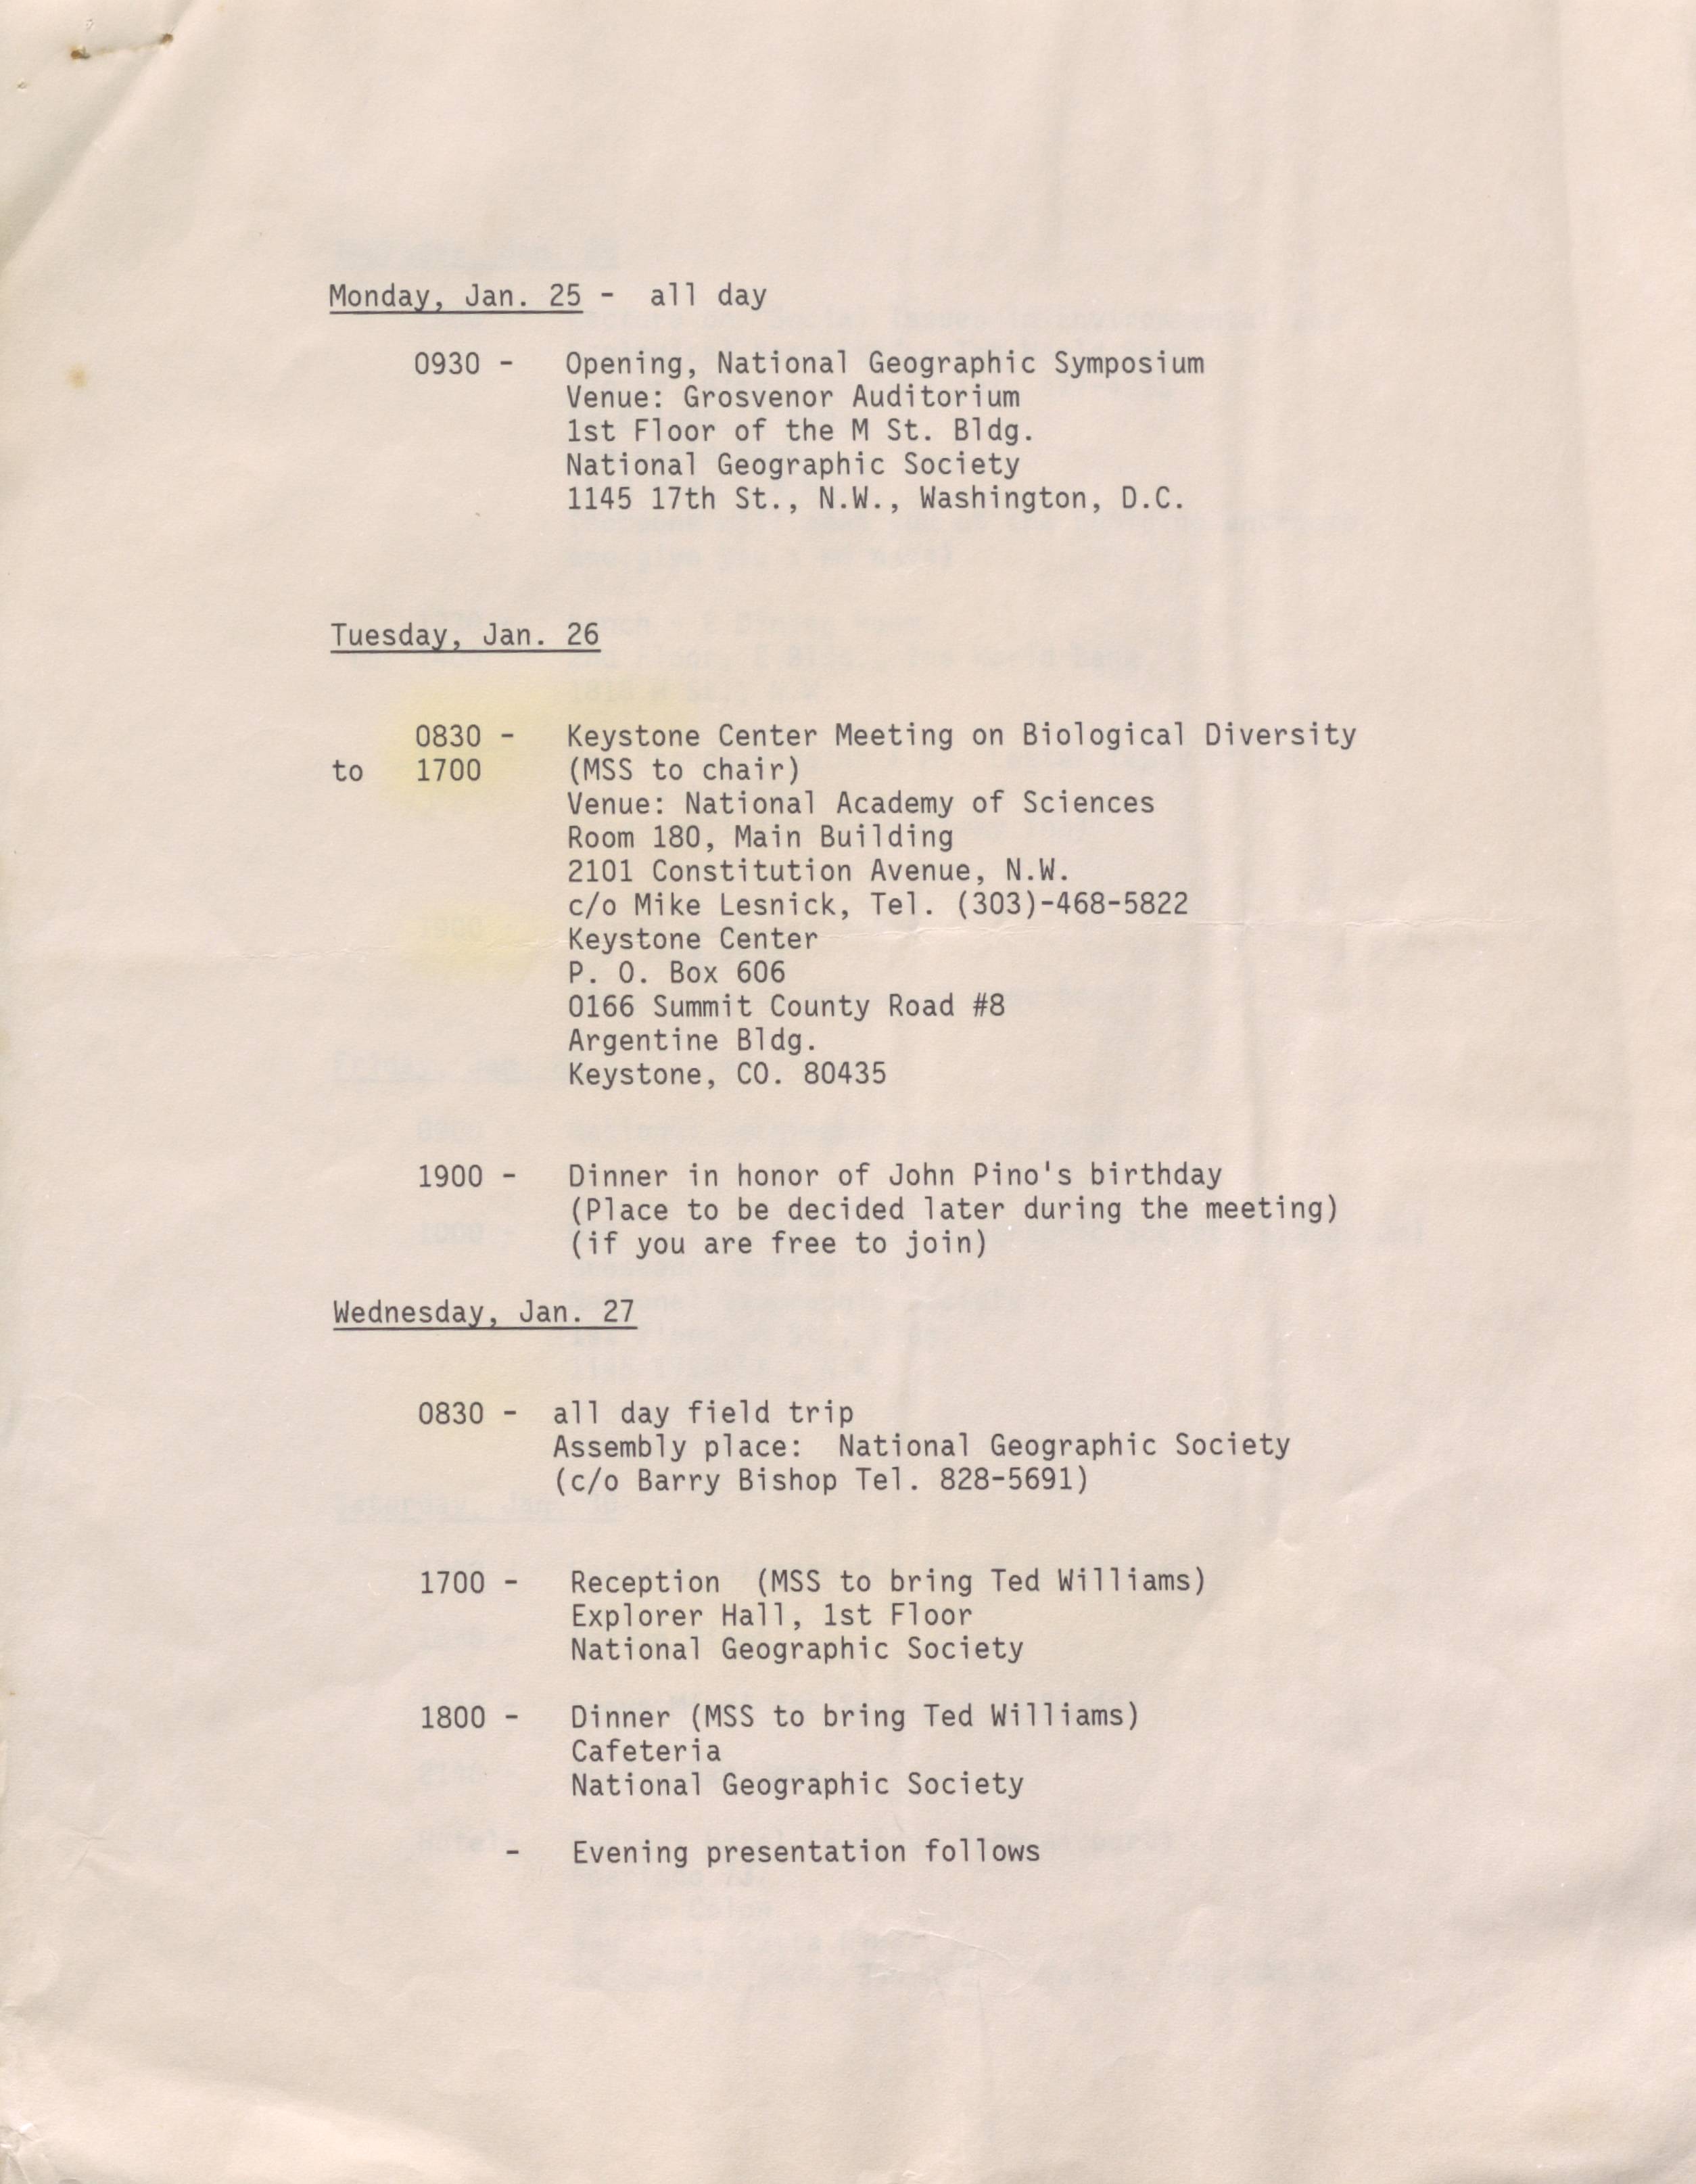 Monday, Jan. 25 - all day
0930 - Opening, National Geographic Symposium
Venue: Grosvenor Auditorium
1st Floor of the M St. Bldg.
National Geographic Society
1145 17th St., N.W., Washington, D.C.
Tuesday, Jan. 26
0830 - Keystone Center Meeting on Biological Diversity
to 1700 (MSS to chair)
Venue: National Academy of Sciences
Room 180, Main Building
2101 Constitution Avenue, N.W.
c/o Mike Lesnick, Tel. (303)-468-5822
Keystone Center
P. O. Box 606
0166 Summit County Road #8
Argentine Bldg.
Keystone, CO. 80435
1900 - Dinner in honor of John Pino's birthday
(Place to be decided later during the meeting)
(if you are free to join)
Wednesday, Jan. 27
0830 - all day field trip
Assembly place: National Geographic Society
(c/o Barry Bishop Tel. 828-5691)
1700 - Reception (MSS to bring Ted Williams)
Explorer Hall, 1st Floor
National Geographic Society
1800 - Dinner (MSS to bring Ted Williams)
Cafeteria
National Geographic Society
- Evening presentation follows